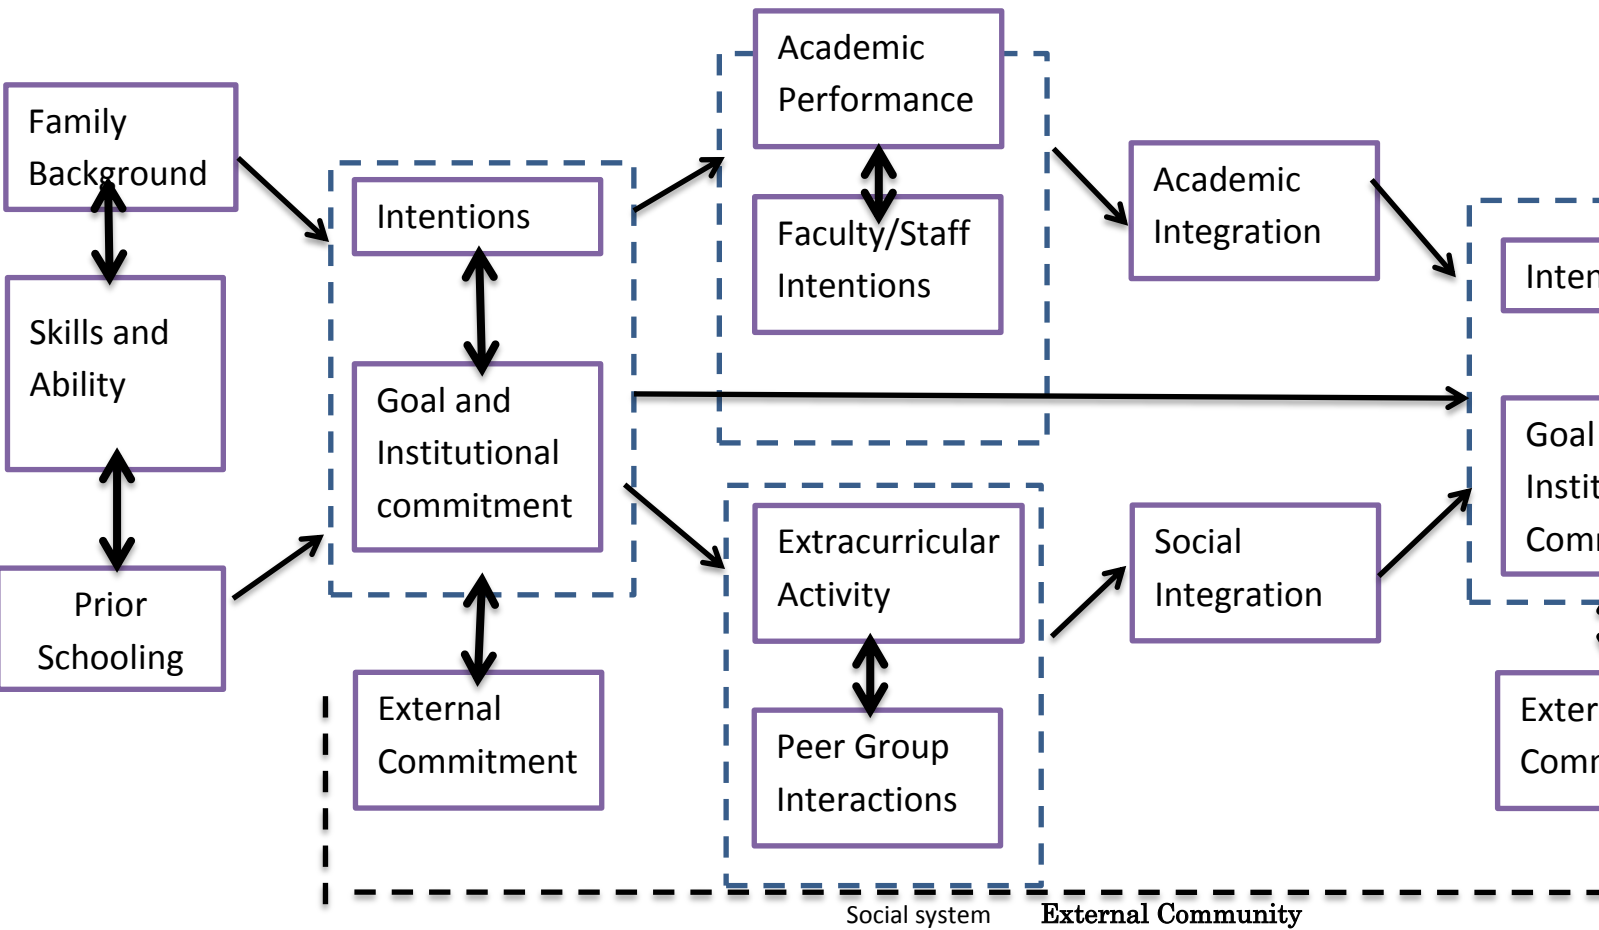 Family
Background
Skills and
Ability
Prior
Schooling
Intentions
Goal and
Institutional
commitment
External
Commitment
Academic
Performance
Faculty/Staff
Intentions
Extracurricular
Activity
Peer Group
Interactions
Academic
Integration
Social
Integration
Goal
Social system
External Community